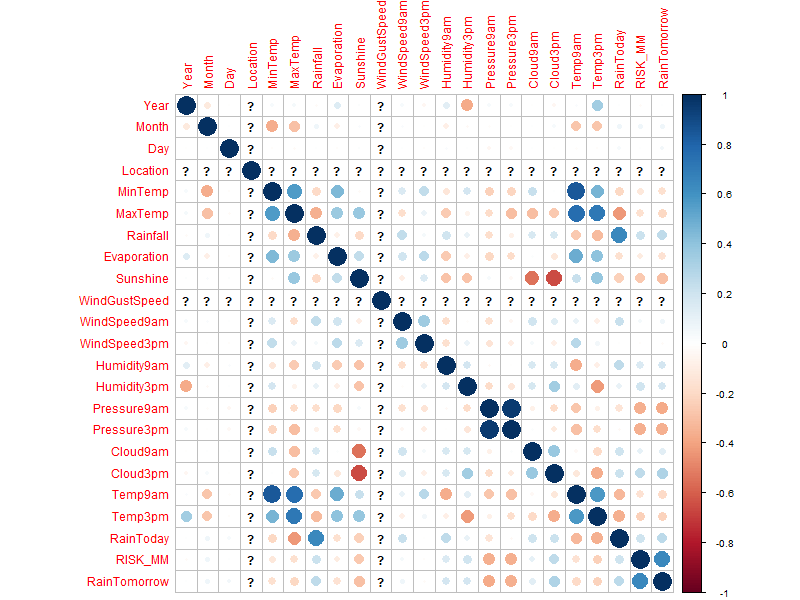 Year
Month
Day
Location
MinTemp
MaxTemp
Rainfall
Evaporation
Sunshine
WindGustSpeed
WindSpeed9am
WindSpeed3pm
Humidity9am
Humidity3pm
Pressure9am
Pressure3pm
Cloud9am
Cloud3pm
Temp9am
Temp3pm
RainToday
RISK_MM
RainTomorrow
Year ? ?
Month ? ?
Day ? ?
Location ? ? ? ? ? ? ? ? ? ? ? ? ? ? ? ? ? ? ? ? ? ?
MinTemp ? ?
MaxTemp ? ?
Rainfall ? ?
Evaporation ? ?
Sunshine ? ?
WindGustSpeed ? ? ? ? ? ? ? ? ? ? ? ? ? ? ? ? ? ? ? ? ? ?
WindSpeed9am ? ?
WindSpeed3pm ? ?
Humidity9am ? ?
Humidity3pm ? ?
Pressure9am ? ?
Pressure3pm ? ?
Cloud9am ? ?
Cloud3pm ? ?
Temp9am ? ?
Temp3pm ? ?
RainToday ? ?
RISK_MM ? ?
RainTomorrow ? ?
1
0.8
0.6
0.4
0.2
0
-0.2
-0.4
-0.6
-0.8
-1